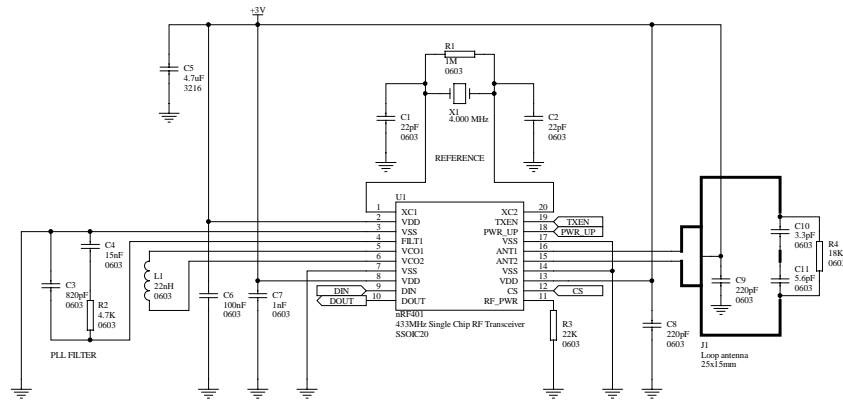 +3V
C5
4.7uF
3216
R1
1M
0603
X1
4.000 MHz
C1
22pF
0603
C2
22pF
0603
REFERENCE
U1
1 XC1
2 VDD
3 VSS
4 FILT1
5 VCO1
6 VCO2
7 VSS
8 VDD
9 DIN
10 DOUT
XC2 20
TXEN 19
PWR_UP 18
VSS 17
ANT1 16
ANT2 15
VSS 14
VDD 13
CS 12
RF_PWR 11
TXEN
PWR_UP
CS
DIN
DOUT
nRF401
433MHz Single Chip RF Transceiver
SSOIC20
C4
15nF
0603
C3
820pF
0603
R2
4.7K
0603
PLL FILTER
L1
22nH
0603
C6
100nF
0603
C7
1nF
0603
R3
22K
0603
C8
220pF
0603
C9
220pF
0603
C10
3.3pF
0603
C11
5.6pF
0603
R4
18K
060
J1
Loop antenna
25x15mm